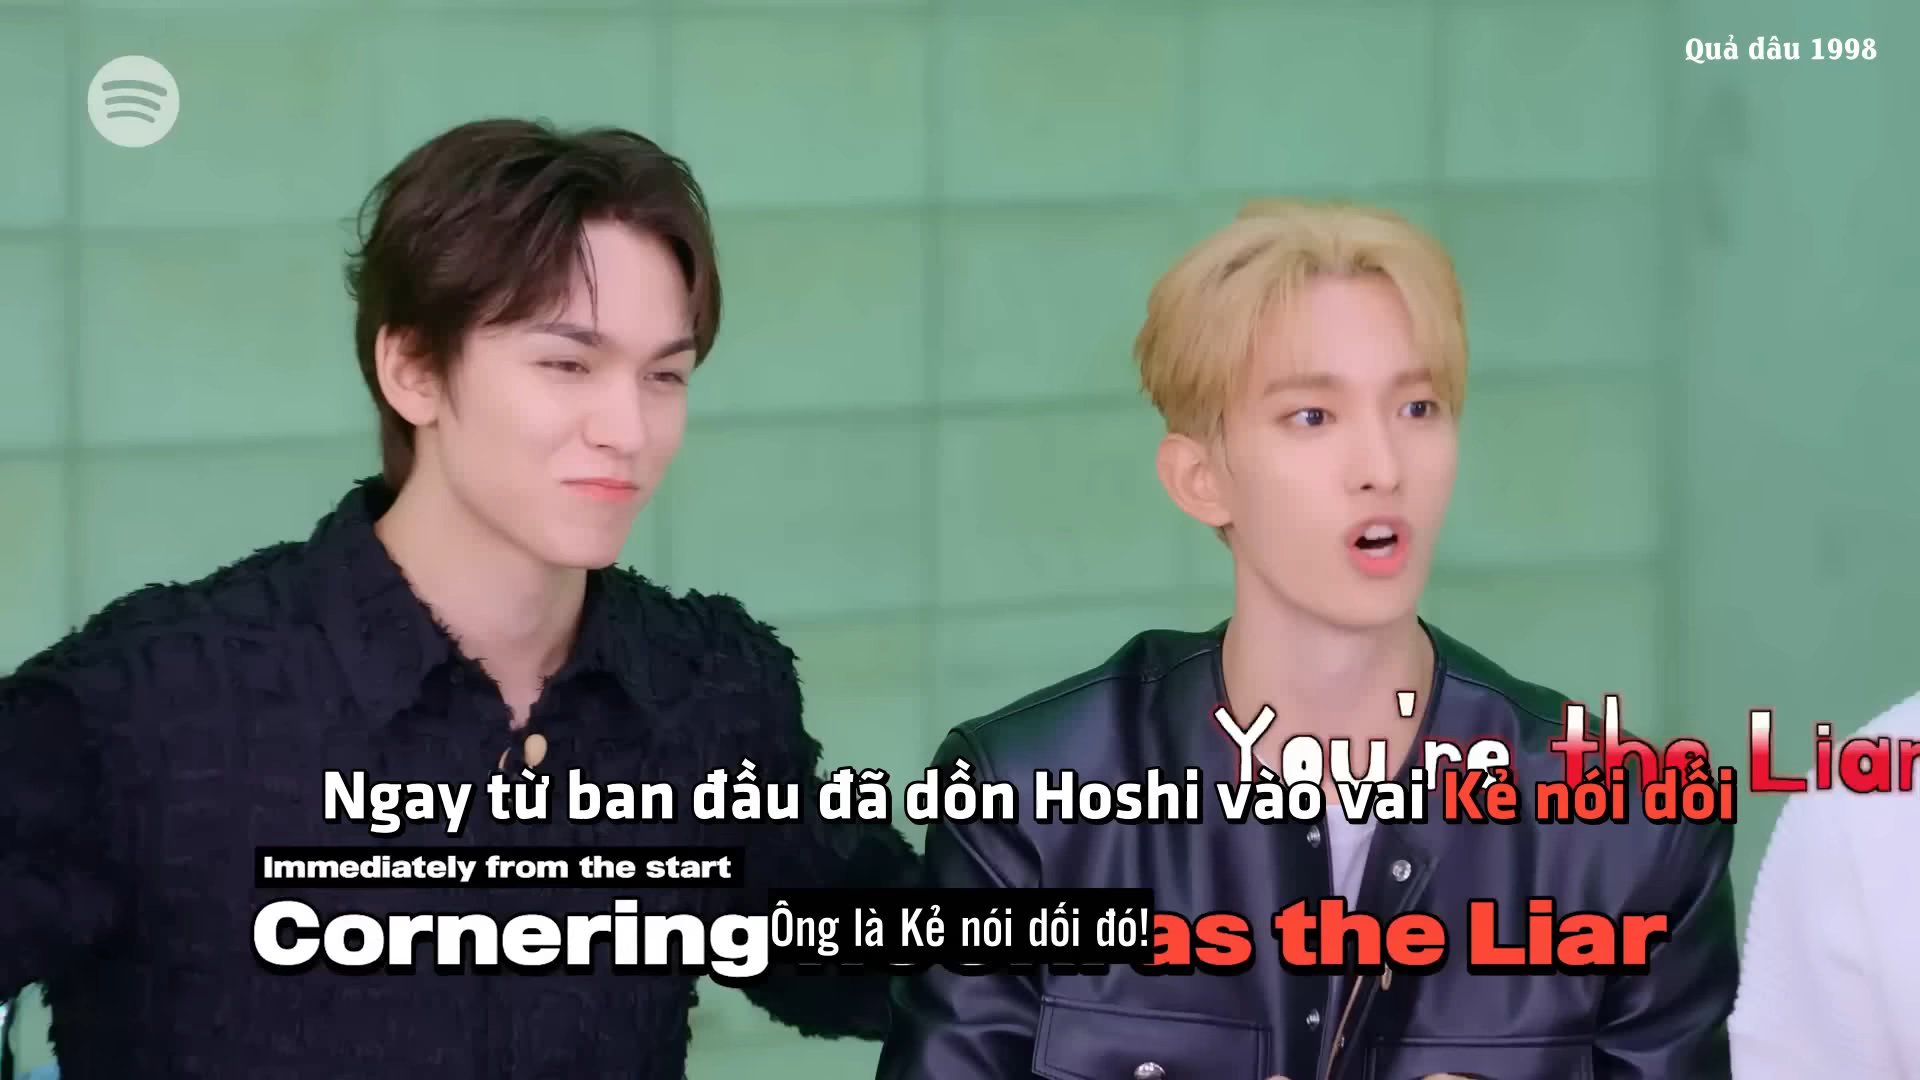 Quả dâu 1998
You're the Liar
Ngay từ ban đầu đã dồn Hoshi vào vai Kẻ nói dối
Immediately from the start
Cornering as the Liar
Ông là Kẻ nói dối đó!